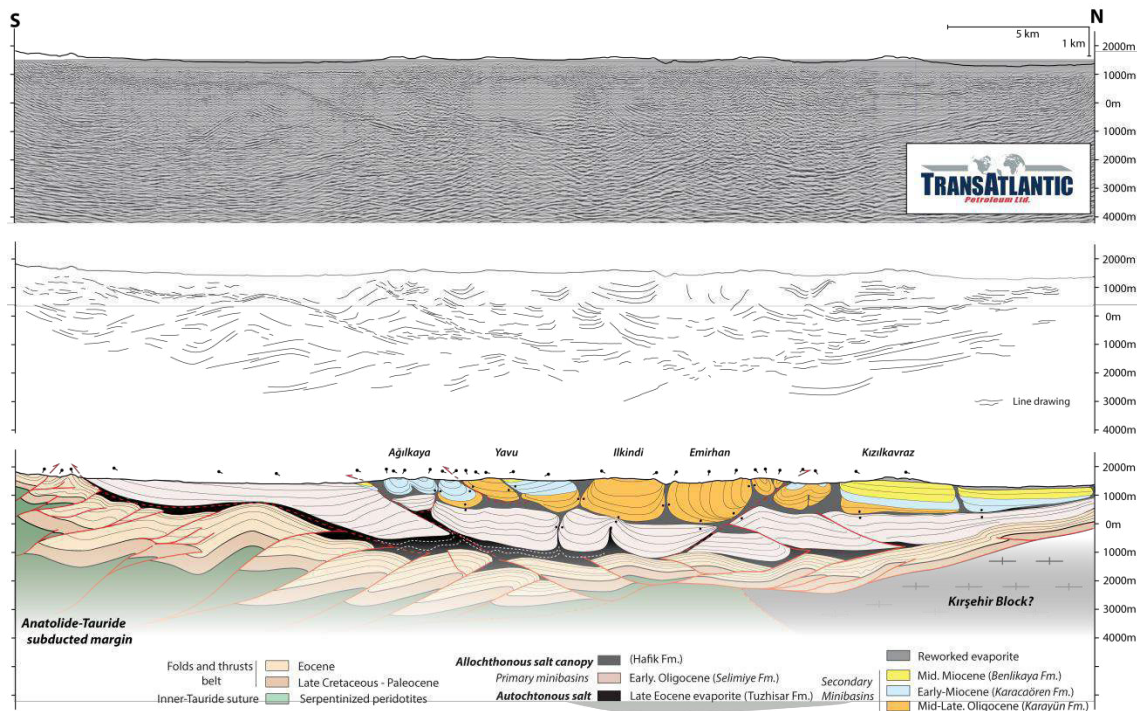 S
N
5 km
1 km
2000m
1000m
0m
1000m
2000m
3000m
4000m
TRANSATLANTIC
Petroleum Ltd.
2000m
1000m
0m
1000m
2000m
3000m
4000m
Line drawing
Ağılkaya
Yavu
Ilkindi
Emirhan
Kızılkavraz
2000m
1000m
0m
1000m
2000m
3000m
4000m
Anatolide-Tauride
subducted margin
Kırşehir Block?
Folds and thrusts
belt
Eocene
Late Cretaceous - Paleocene
Inner-Tauride suture
Serpentinized peridotites
Allochthonous salt canopy
(Hafik Fm.)
Primary minibasins
Early. Oligocene (Selimiye Fm.)
Autochtonous salt
Late Eocene evaporite (Tuzhisar Fm.)
Secondary
Minibasins
Reworked evaporite
Mid. Miocene (Benlikaya Fm.)
Early-Miocene (Karacaören Fm.)
Mid-Late. Oligocene (Karayün Fm.)